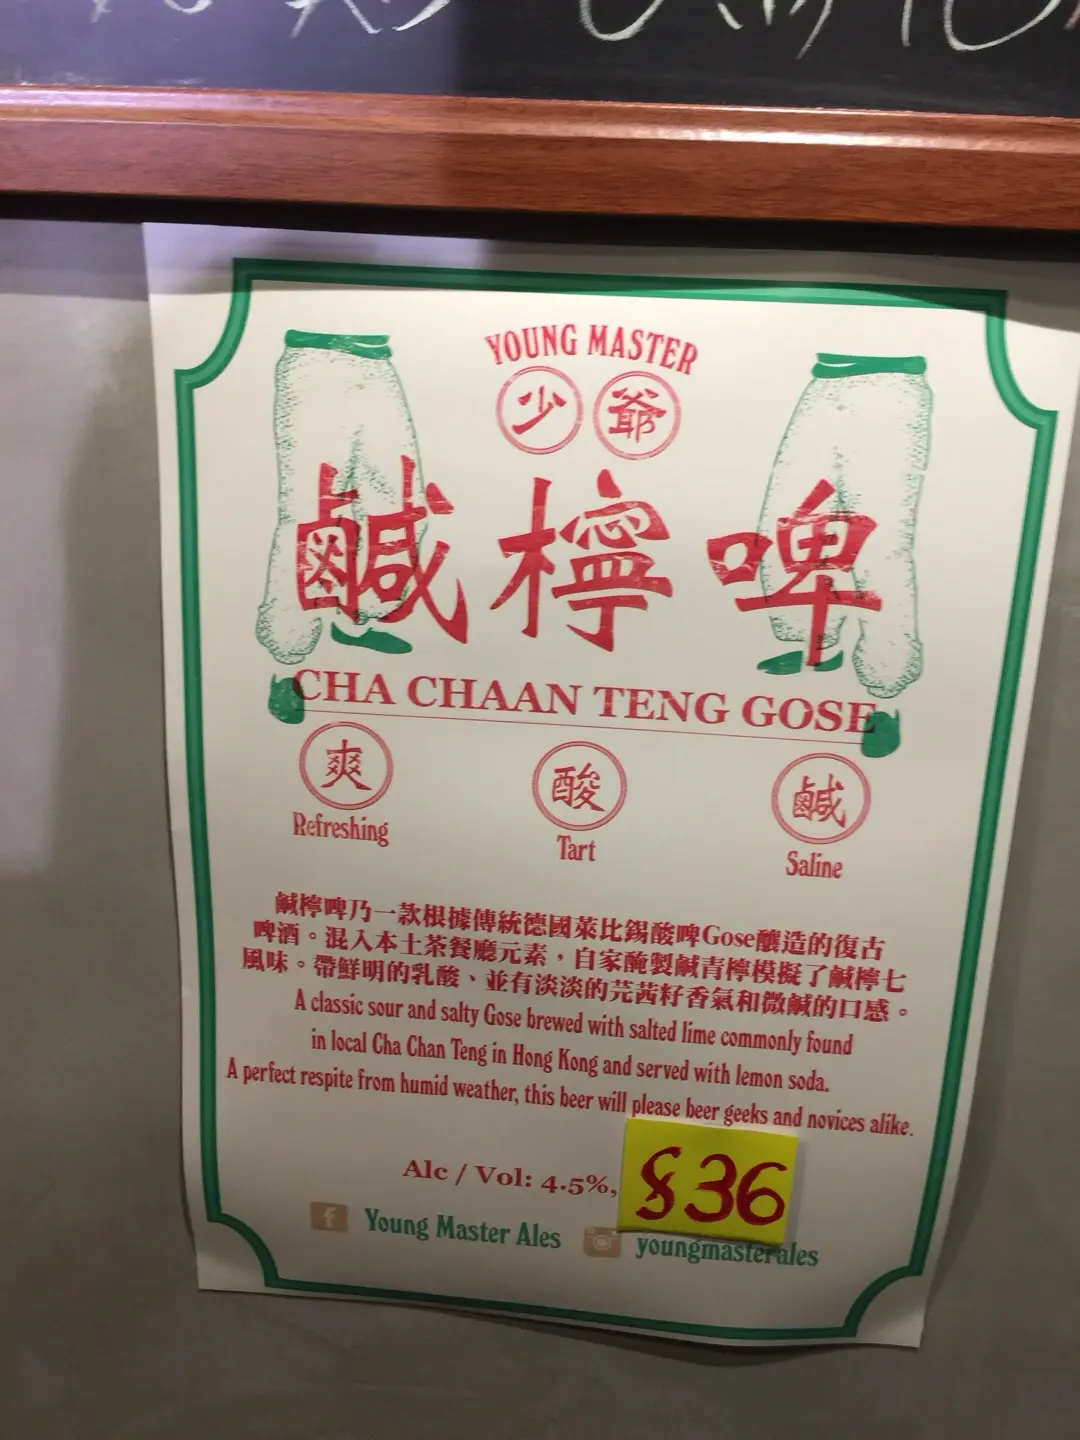 YOUNG MASTER
少爺
鹹檸啤
CHA CHAAN TENG GOSE
爽 酸 鹹
Refreshing Tart Saline
鹹檸啤乃一款根據傳統德國萊比錫酸啤Gose釀造的復古
啤酒。混入本土茶餐廳元素，自家醃製鹹青檸模擬了鹹檸七
風味。帶鮮明的乳酸、並有淡淡的芫茜籽香氣和微鹹的口感。
A classic sour and salty Gose brewed with salted lime commonly found
in local Cha Chan Teng in Hong Kong and served with lemon soda.
A perfect respite from humid weather, this beer will please beer geeks and novices alike.
Alc / Vol: 4.5%, $36
Young Master Ales youngmasterales